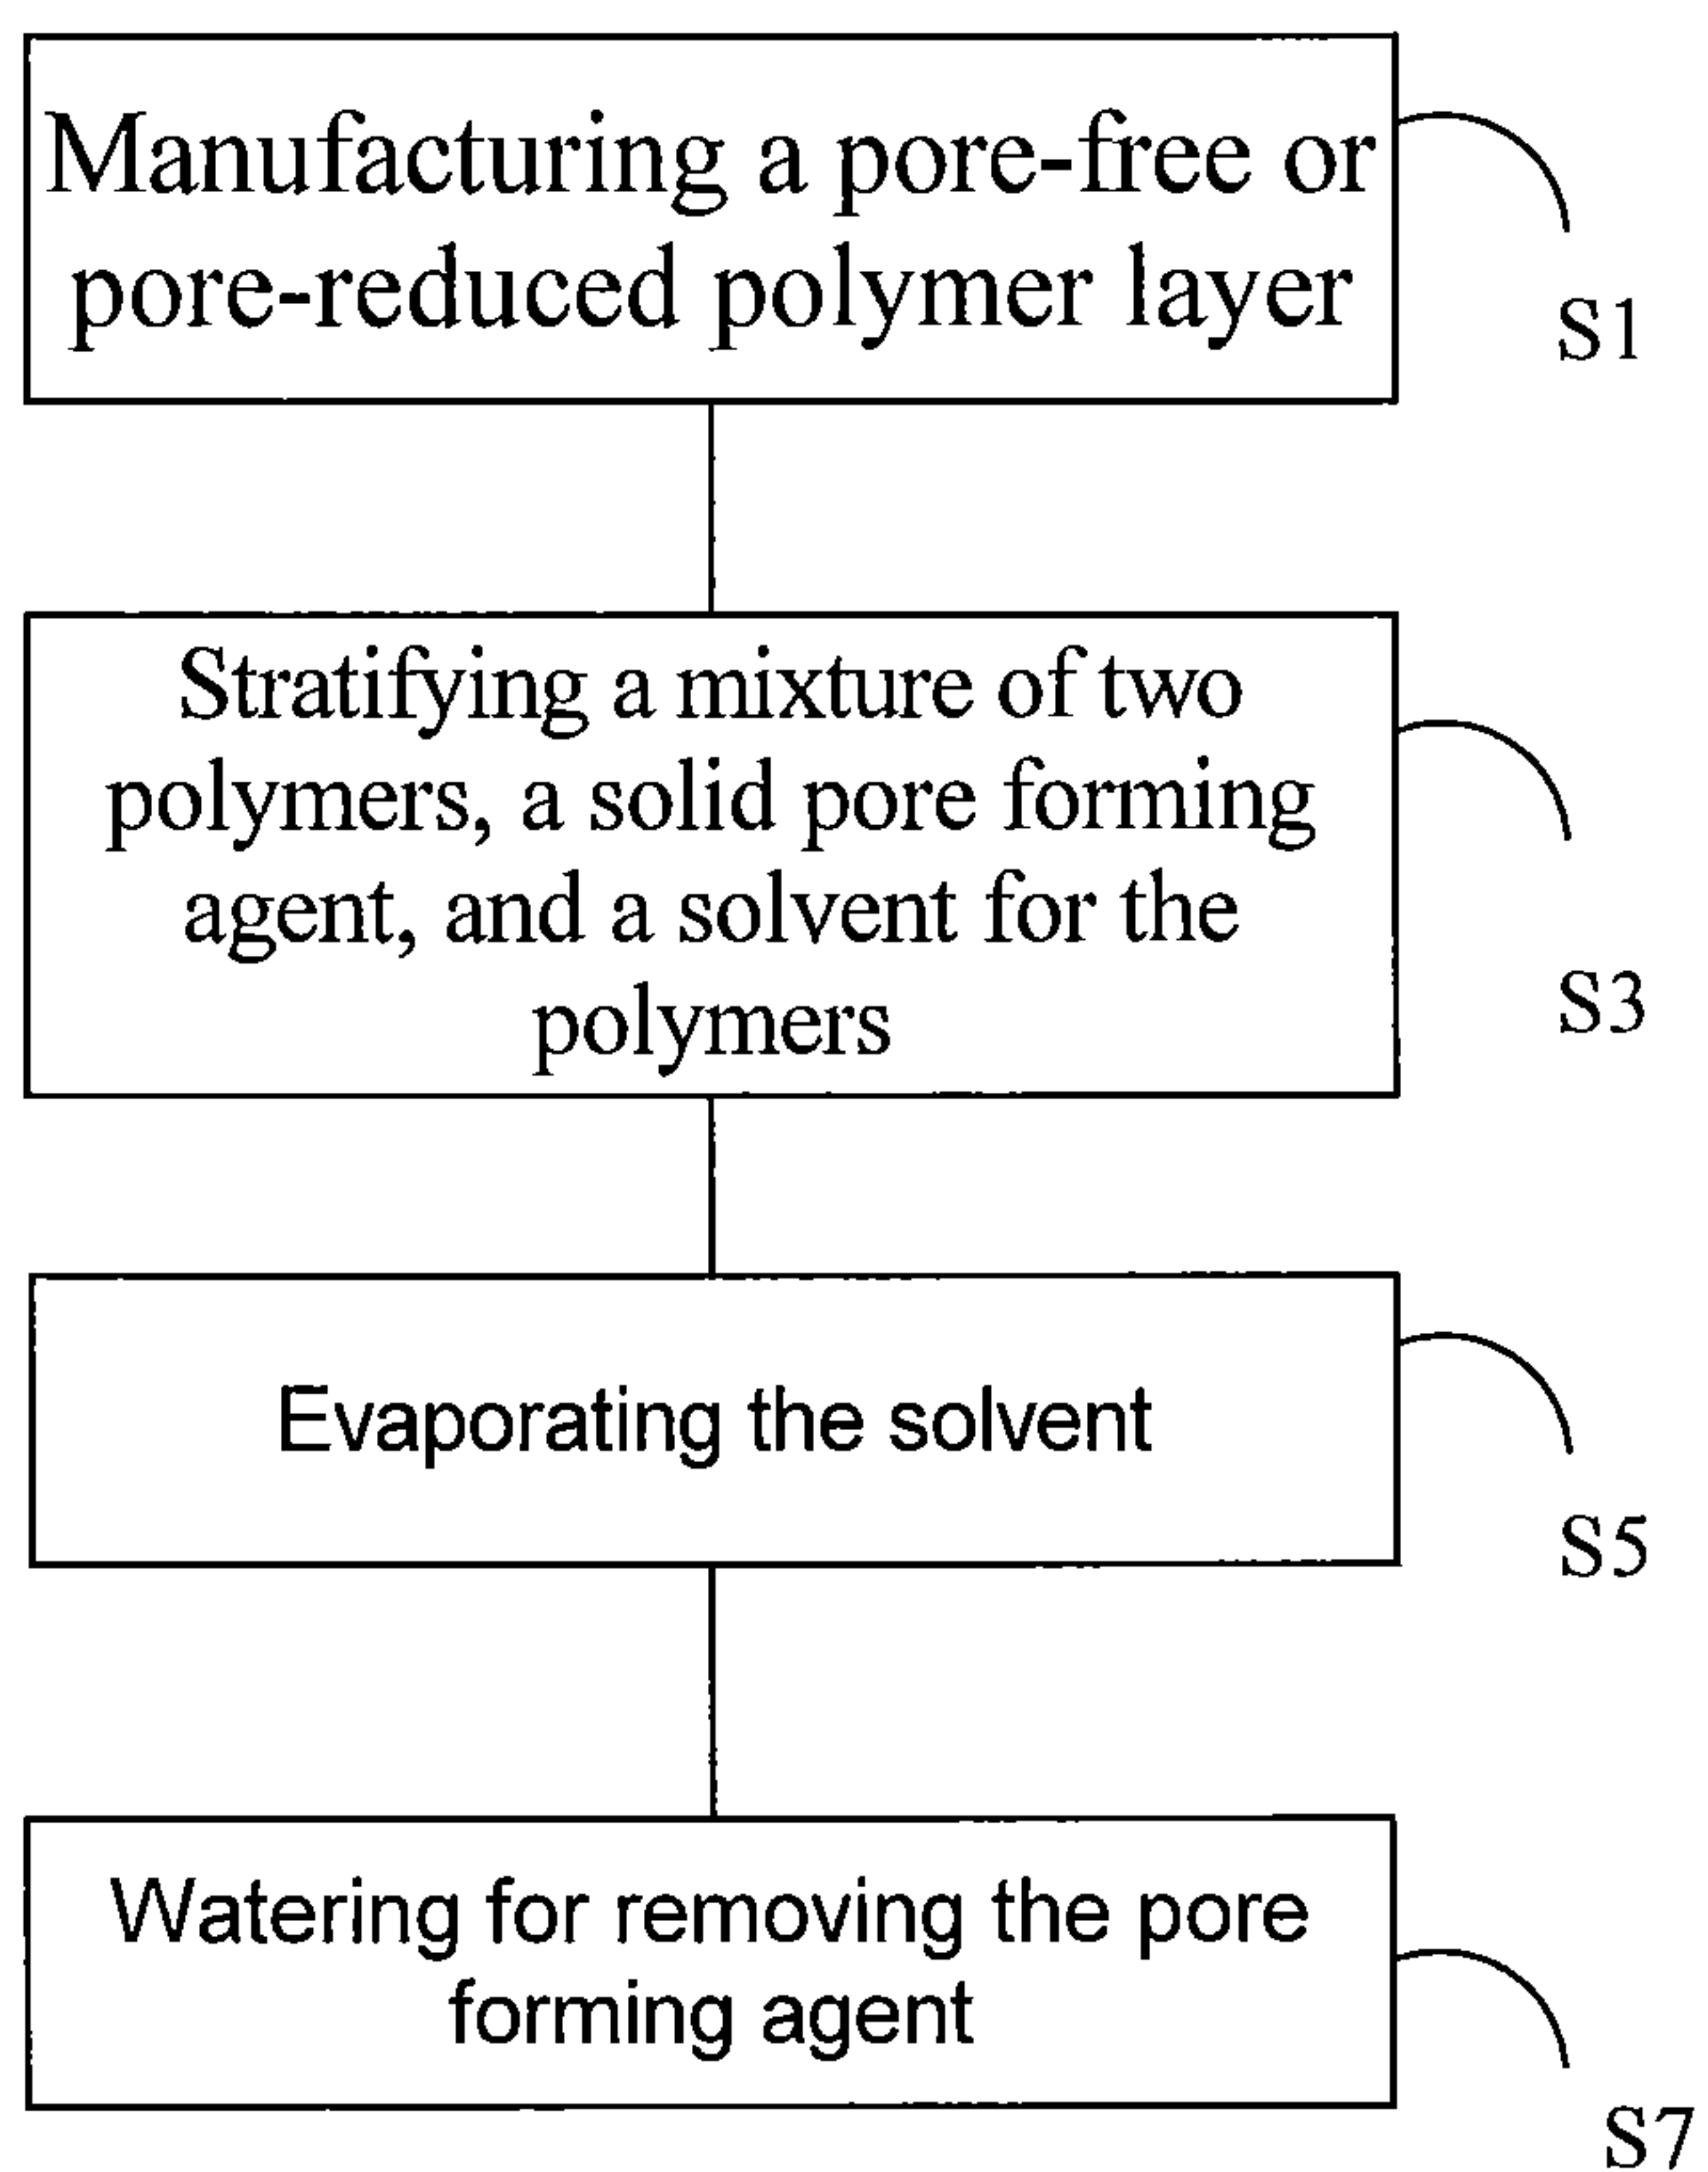 Manufacturing a pore-free or
pore-reduced polymer layer
S1
Stratifying a mixture of two
polymers, a solid pore forming
agent, and a solvent for the
polymers
S3
Evaporating the solvent
S5
Watering for removing the pore
forming agent
S7